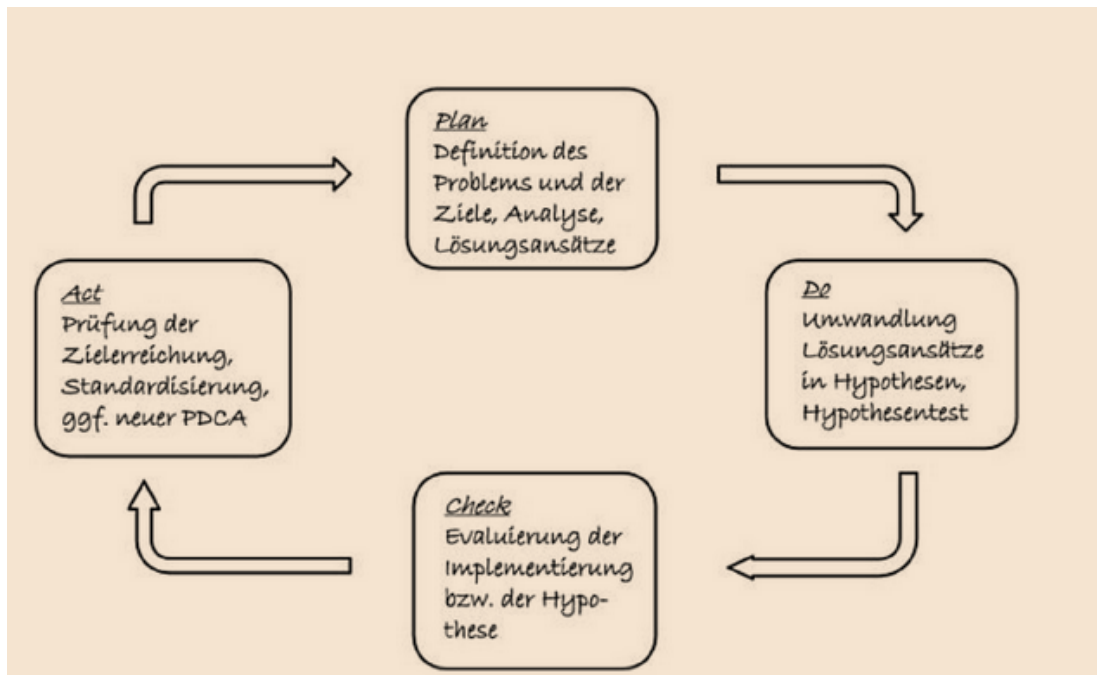 Plan
Definition des
Problems und der
Ziele, Analyse,
Lösungsansätze
Do
Umwandlung
Lösungsansätze
in Hypothesen,
Hypothesentest
Check
Evaluierung der
Implementierung
bzw. der Hypo-
these
Act
Prüfung der
Zielerreichung,
Standardisierung,
ggf. neuer PDCA